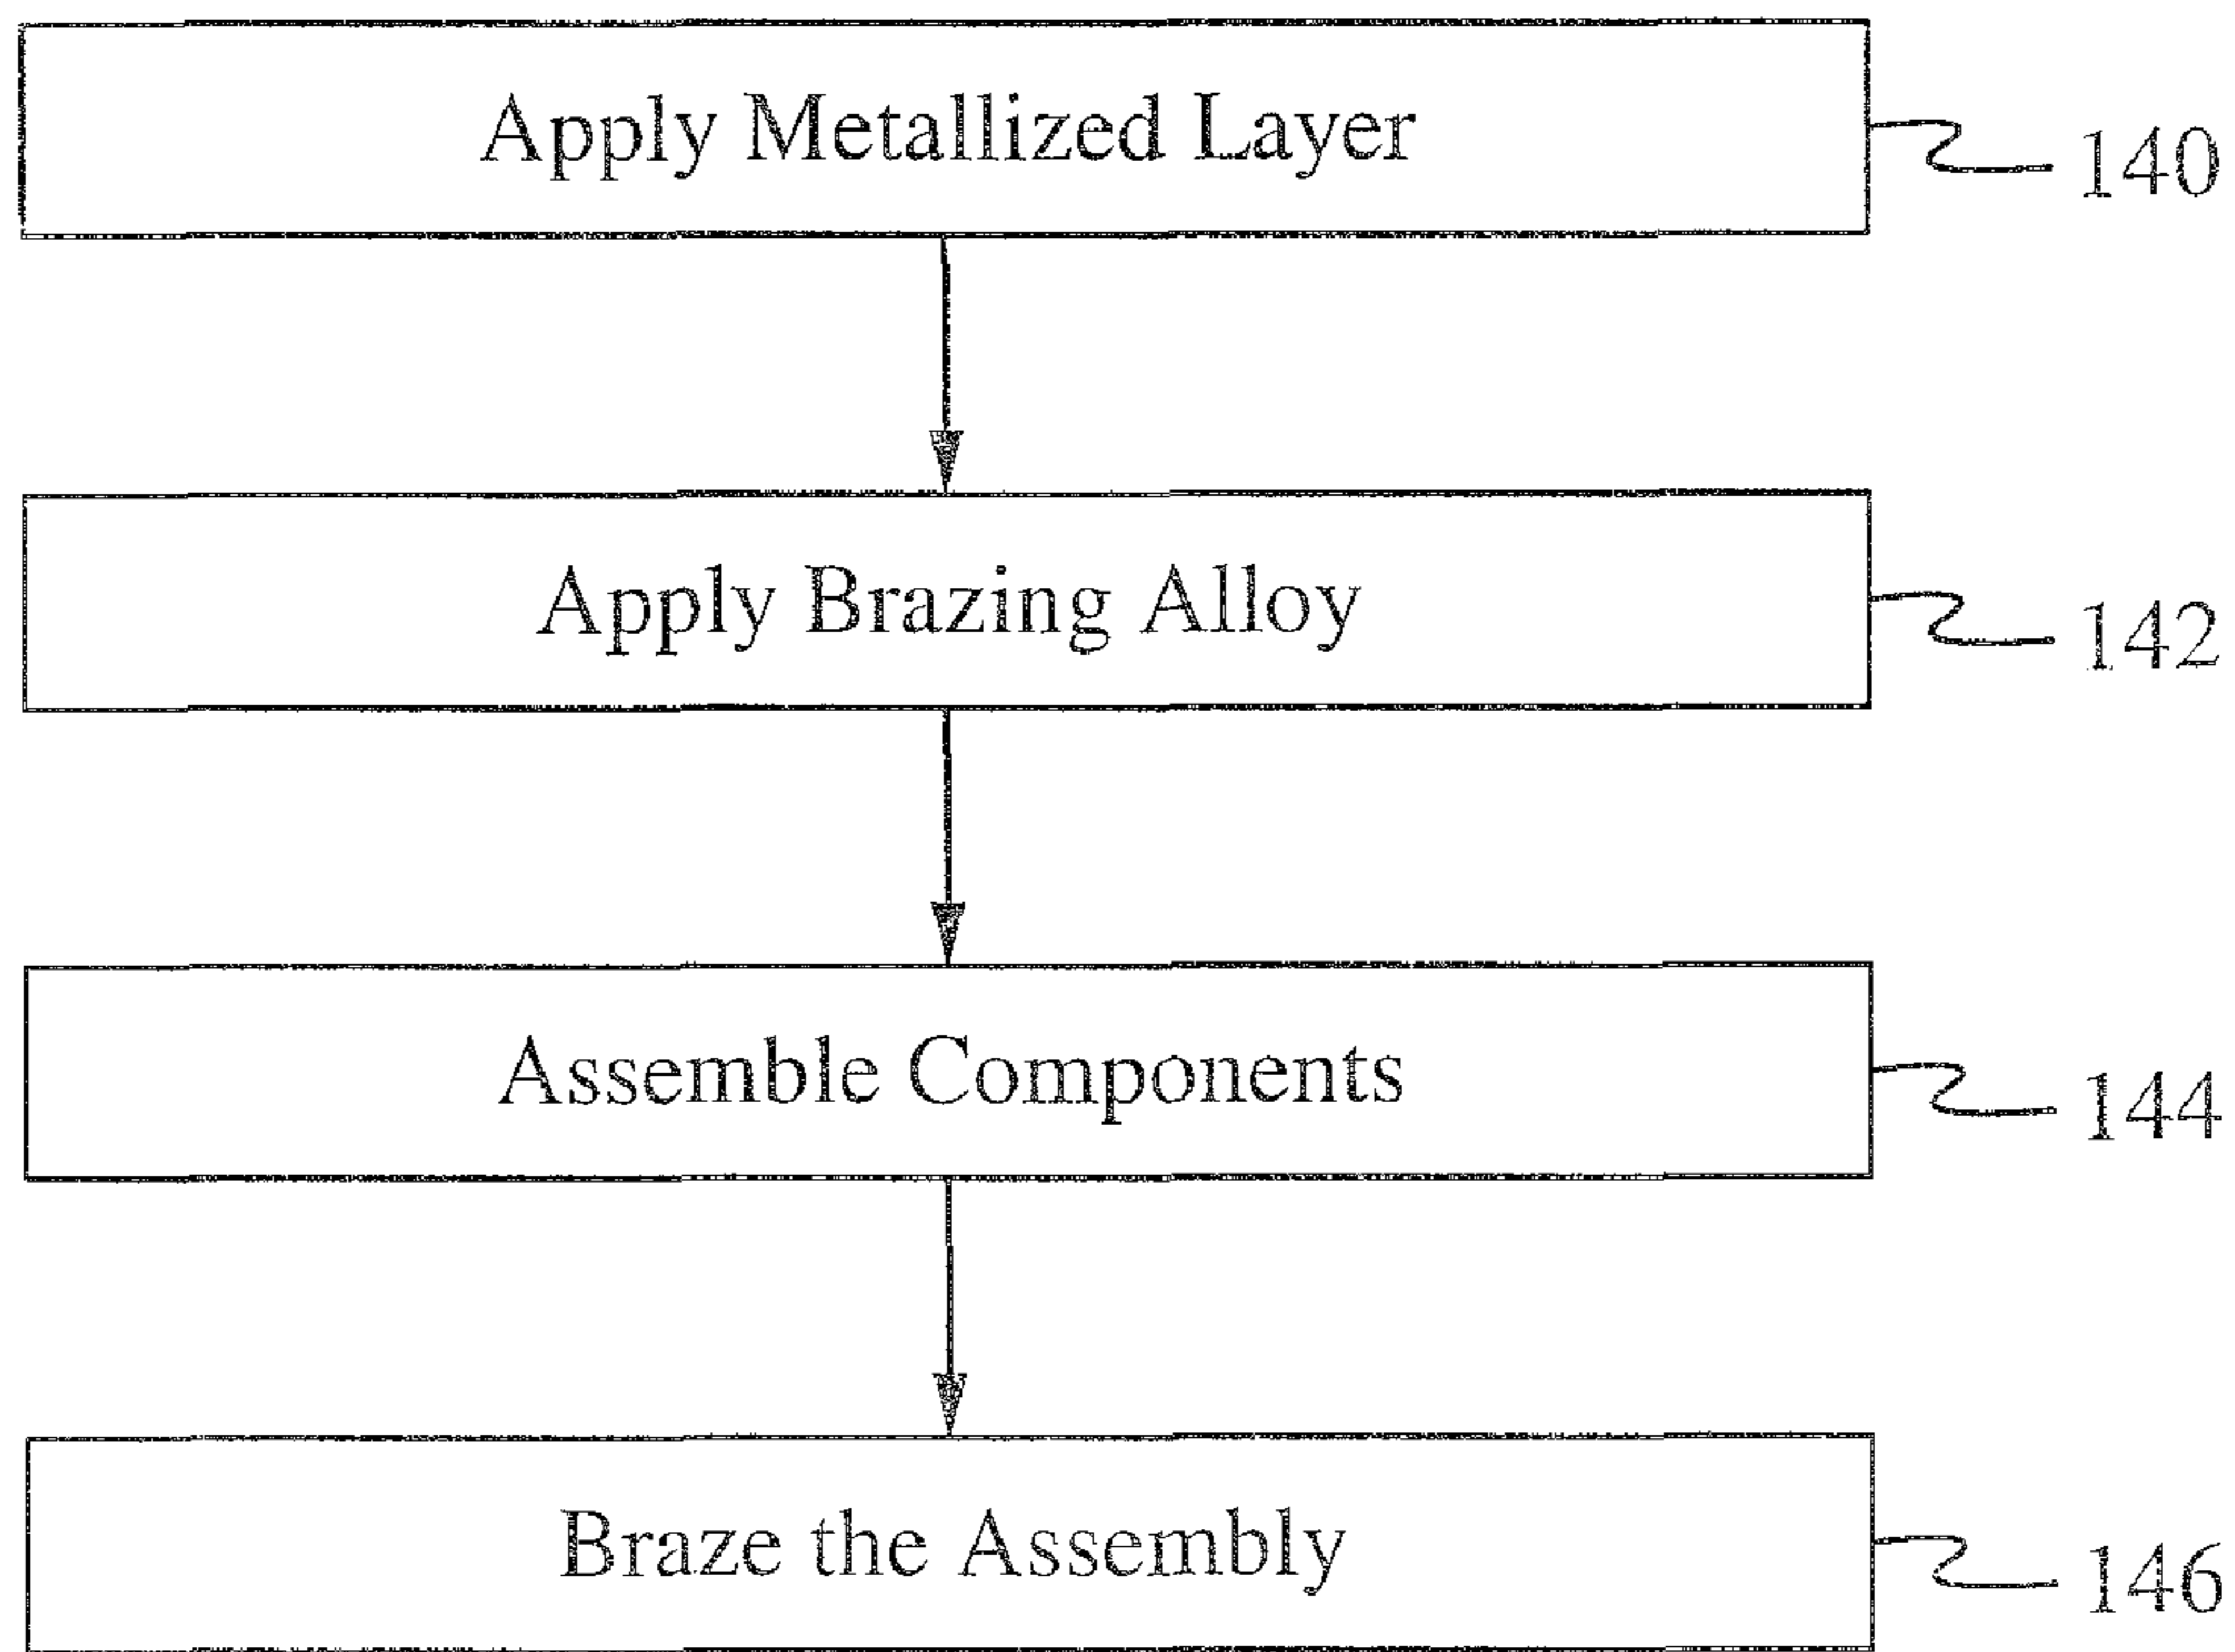 Apply Metallized Layer
140
Apply Brazing Alloy
142
Assemble Components
144
Braze the Assembly
146